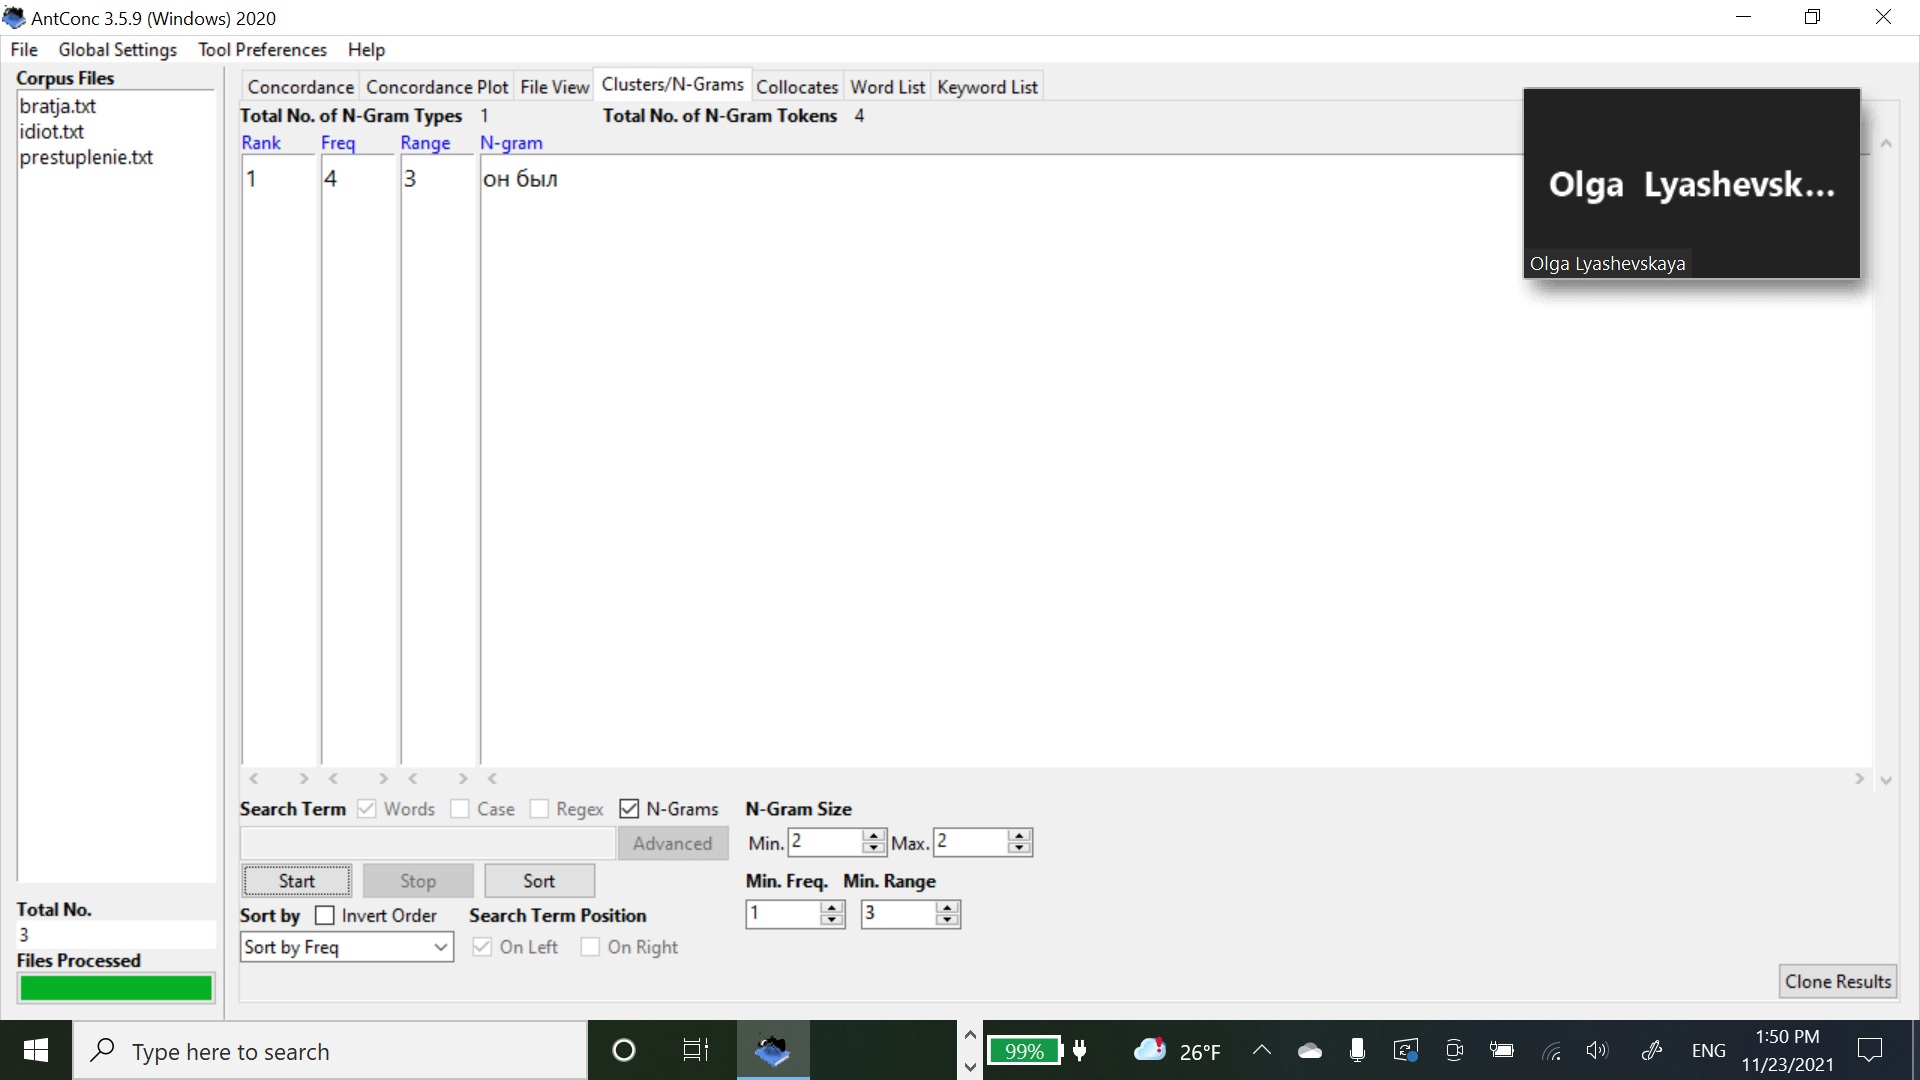 AntConc 3.5.9 (Windows) 2020
File Global Settings Tool Preferences Help
Corpus Files
bratja.txt
idiot.txt
prestuplenie.txt
Concordance Concordance Plot File View Clusters/N-Grams Collocates Word List Keyword List
Total No. of N-Gram Types 1 Total No. of N-Gram Tokens 4
Rank Freq Range N-gram
1 4 3 он был
Olga Lyashevsk...
Olga Lyashevskaya
Search Term Words Case Regex N-Grams N-Gram Size
Advanced Min. 2 Max. 2
Start Stop Sort Min. Freq. Min. Range
Sort by Invert Order Search Term Position 1 3
Sort by Freq On Left On Right
Total No.
3
Files Processed
Clone Results
Type here to search 99% 26°F ENG 1:50 PM
11/23/2021